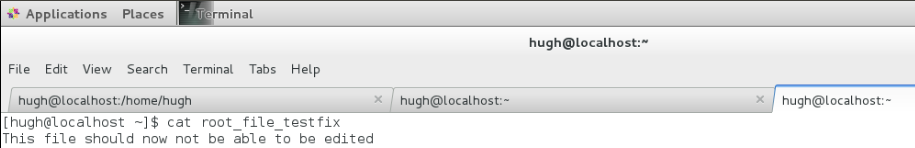 Applications Places Terminal
hugh@localhost:~
File Edit View Search Terminal Tabs Help
hugh@localhost:/home/hugh × hugh@localhost:~ × hugh@localhost:~
[hugh@localhost ~]$ cat root_file_testfix
This file should now not be able to be edited